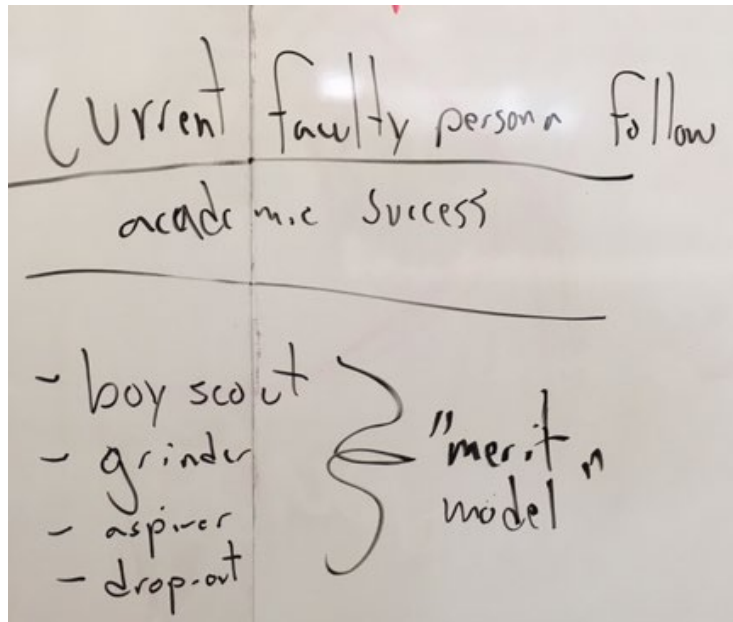 Current faculty persona follow
academic success
- boy scout
- grinder
- aspirer
- drop-out
"merit
model"